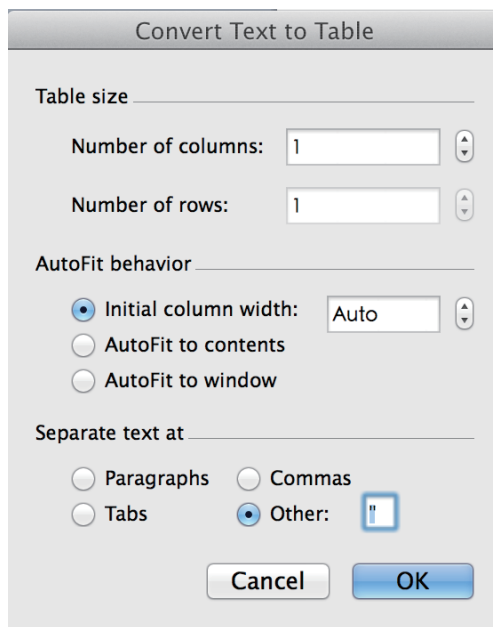 Convert Text to Table
Table size
Number of columns: 1
Number of rows: 1
AutoFit behavior
Initial column width: Auto
AutoFit to contents
AutoFit to window
Separate text at
Paragraphs Commas
Tabs Other: "
Cancel OK